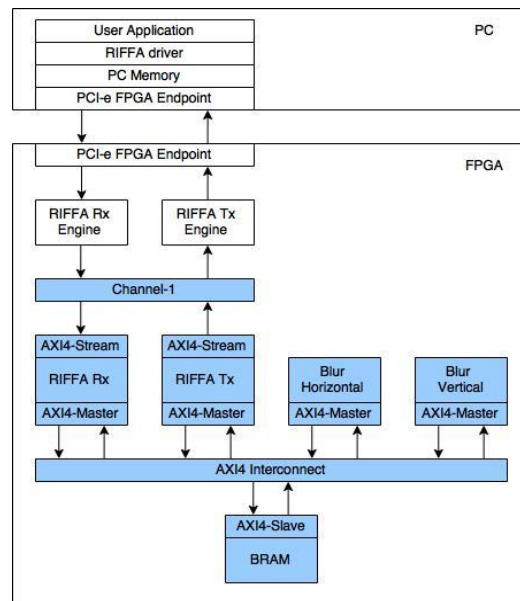 User Application
PC
RIFFA driver
PC Memory
PCI-e FPGA Endpoint
PCI-e FPGA Endpoint
FPGA
RIFFA Rx
Engine
RIFFA Tx
Engine
Channel-1
AXI4-Stream
RIFFA Rx
AXI4-Master
AXI4-Stream
RIFFA Tx
AXI4-Master
Blur
Horizontal
AXI4-Master
Blur
Vertical
AXI4-Master
AXI4 Interconnect
AXI4-Slave
BRAM